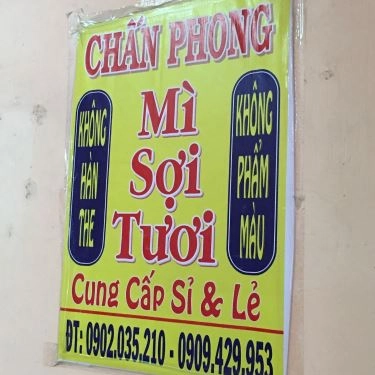 CHẤN PHONG
KHÔNG
HÀN
THE
Mì
Sợi
Tươi
KHÔNG
PHẨM
MÀU
Cung Cấp Sỉ & Lẻ
ĐT: 0902.035.210 - 0909.429.953